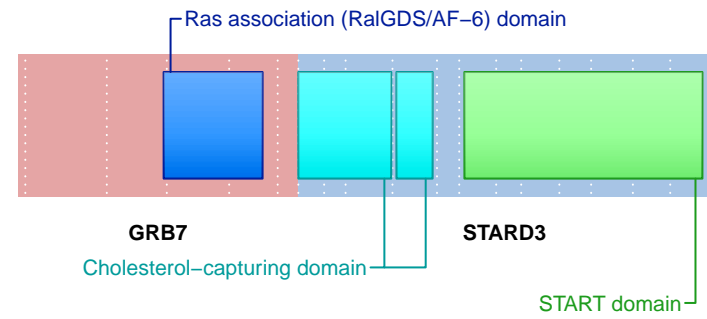 Ras association (RalGDS/AF−6) domain
GRB7
STARD3
Cholesterol−capturing domain
START domain